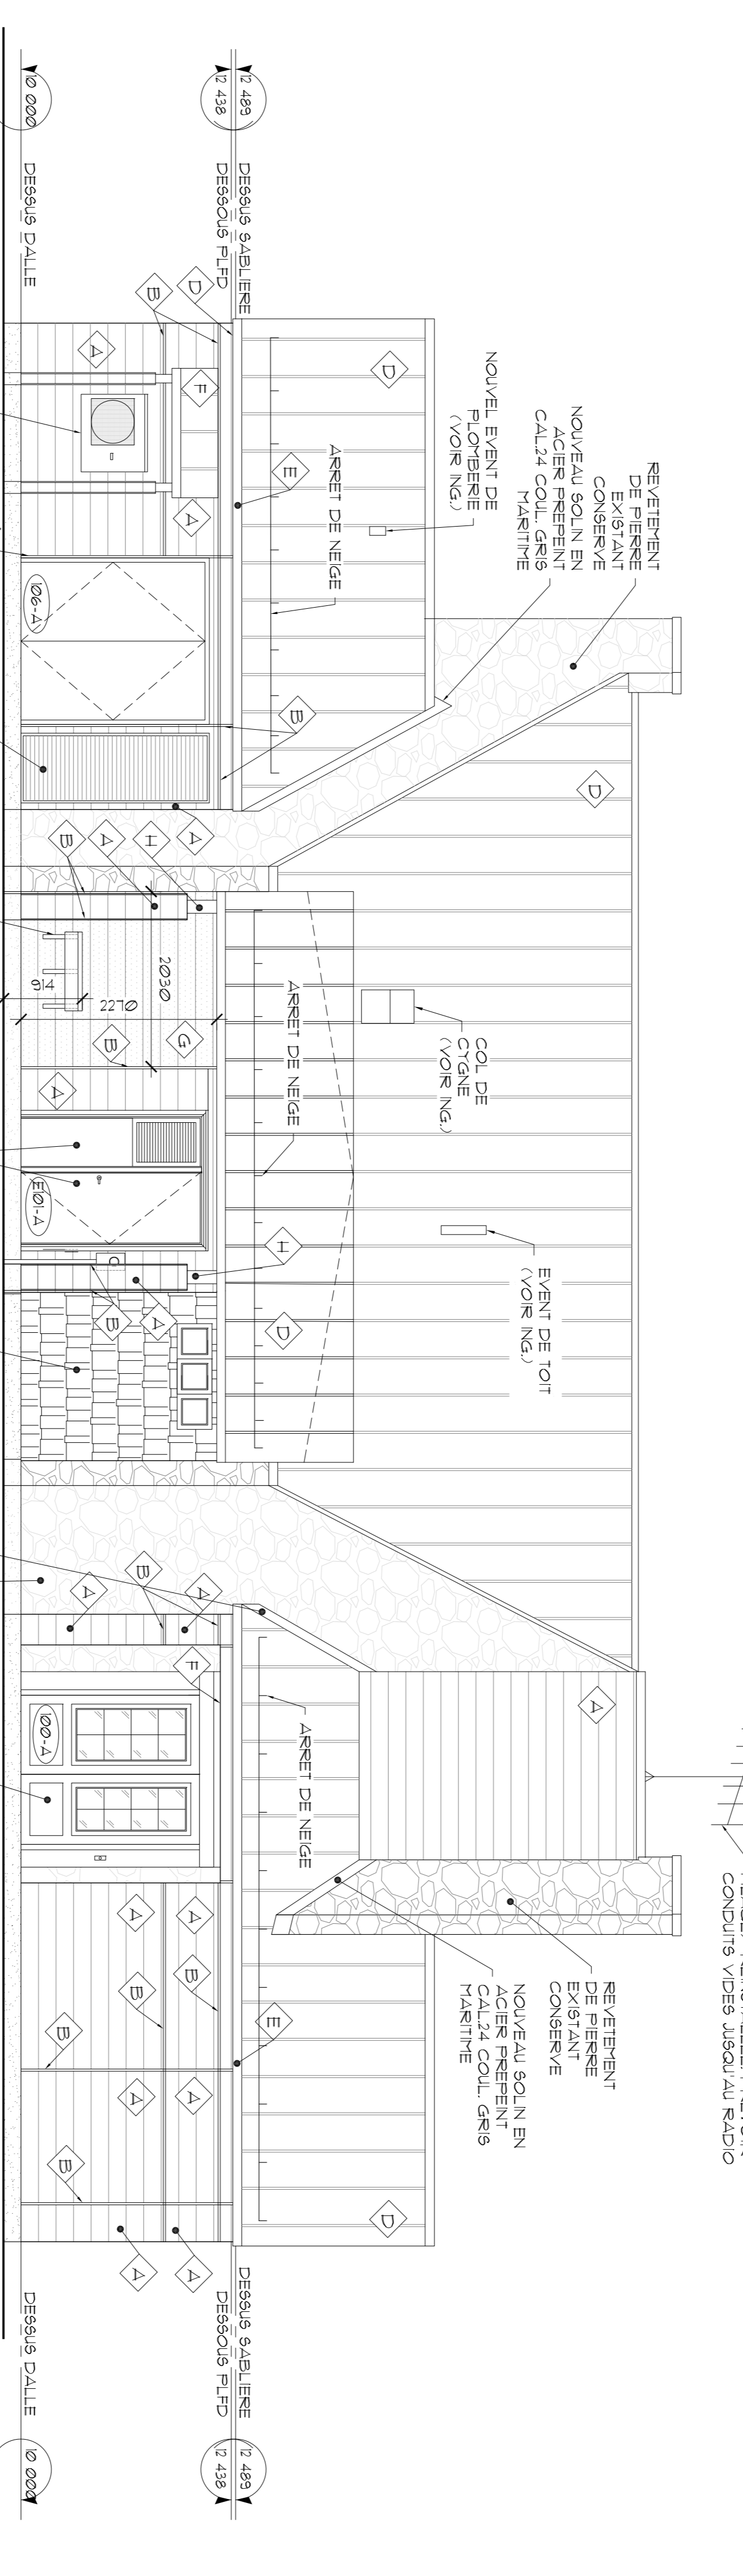 CONDUITS VIDES JUSQU'AU RADIO
REVETEMENT
DE PIERRE
EXISTANT
CONSERVE
NOUVEAU SOLIN EN
ACIER PREPEINT
CAL.24 COUL. GRIS
MARITIME
NOUVEL EVENT DE
PLOMBERIE
(VOIR ING.)
COL DE
CYGNE
(VOIR ING.)
EVENT DE TOIT
(VOIR ING.)
REVETEMENT
DE PIERRE
EXISTANT
CONSERVE
NOUVEAU SOLIN EN
ACIER PREPEINT
CAL.24 COUL. GRIS
MARITIME
D
A
D
D
ARRET DE NEIGE
ARRET DE NEIGE
ARRET DE NEIGE
E
B
H
D
E
12 489
12 438
DESSUS SABLIERE
DESSOUS PLFD
DESSUS SABLIERE
DESSOUS PLFD
12 489
12 438
D
B
F
A
A
A
106-A
B
A
H
2030
2270
914
G
B
A
E101-A
C
B
A
A
B
A
F
100-A
A
A
B
B
B
A
A
B
A
A
10 000
DESSUS DALLE
DESSUS DALLE
10 000